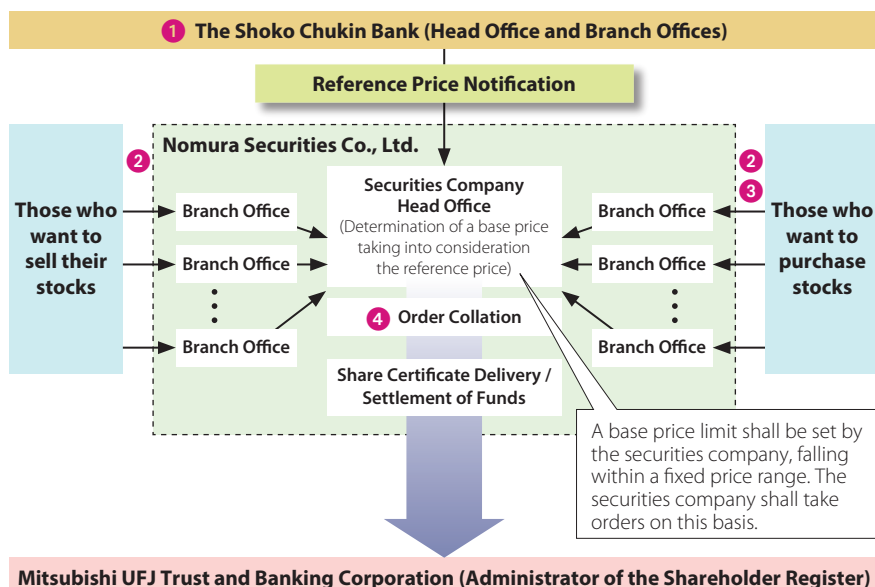 1 The Shoko Chukin Bank (Head Office and Branch Offices)
Reference Price Notification
Nomura Securities Co., Ltd.
2
Those who
want to
sell their
stocks
Branch Office
Branch Office
Branch Office
Securities Company
Head Office
(Determination of a base price
taking into consideration
the reference price)
4 Order Collation
Share Certificate Delivery /
Settlement of Funds
Branch Office
Branch Office
Branch Office
2
3
Those who
want to
purchase
stocks
A base price limit shall be set by
the securities company, falling
within a fixed price range. The
securities company shall take
orders on this basis.
Mitsubishi UFJ Trust and Banking Corporation (Administrator of the Shareholder Register)